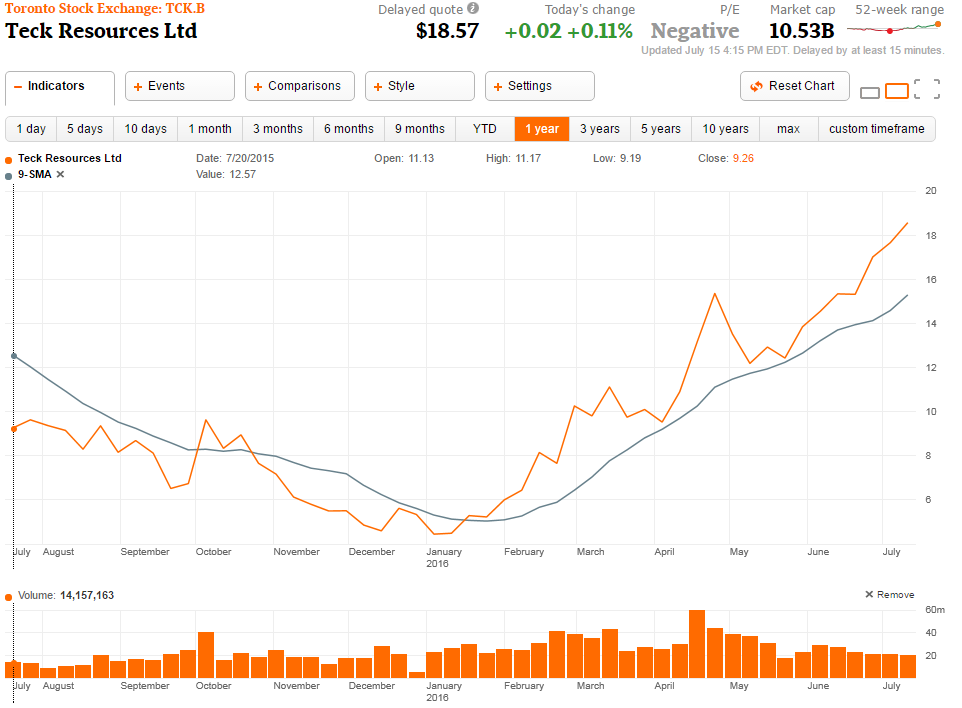 Toronto Stock Exchange: TCK.B
Teck Resources Ltd
Delayed quote Today's change P/E Market cap 52-week range
$18.57 +0.02 +0.11% Negative 10.53B
Updated July 15 4:15 PM EDT. Delayed by at least 15 minutes.
− Indicators + Events + Comparisons + Style + Settings Reset Chart
1 day 5 days 10 days 1 month 3 months 6 months 9 months YTD 1 year 3 years 5 years 10 years max custom timeframe
Teck Resources Ltd Date: 7/20/2015 Open: 11.13 High: 11.17 Low: 9.19 Close: 9.26
9-SMA ✕ Value: 12.57
20
18
16
14
12
10
8
6
July August September October November December January February March April May June July
2016
Volume: 14,157,163 ✕ Remove
60m
40
20
July August September October November December January February March April May June July
2016